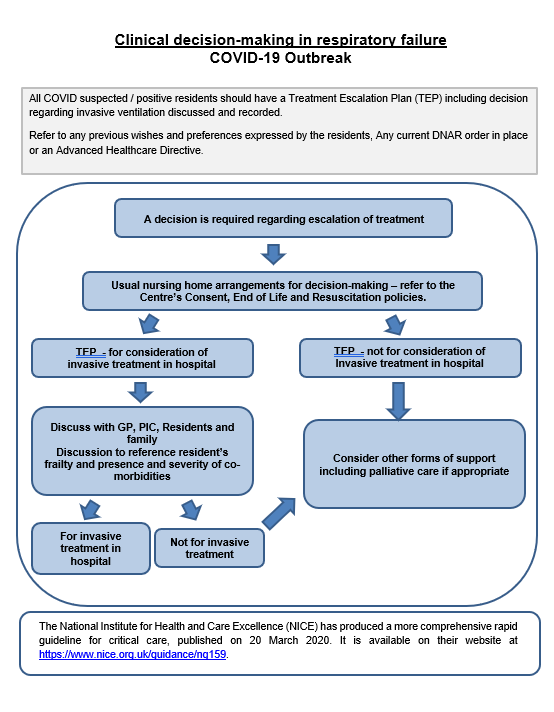 Clinical decision-making in respiratory failure
COVID-19 Outbreak
All COVID suspected / positive residents should have a Treatment Escalation Plan (TEP) including decision
regarding invasive ventilation discussed and recorded.
Refer to any previous wishes and preferences expressed by the residents, Any current DNAR order in place
or an Advanced Healthcare Directive.
A decision is required regarding escalation of treatment
Usual nursing home arrangements for decision-making – refer to the
Centre's Consent, End of Life and Resuscitation policies.
TEP - for consideration of
invasive treatment in hospital
TEP - not for consideration of
Invasive treatment in hospital
Discuss with GP, PIC, Residents and
family
Discussion to reference resident's
frailty and presence and severity of co-
morbidities
Consider other forms of support
including palliative care if appropriate
For invasive
treatment in
hospital
Not for invasive
treatment
The National Institute for Health and Care Excellence (NICE) has produced a more comprehensive rapid
guideline for critical care, published on 20 March 2020. It is available on their website at
https://www.nice.org.uk/guidance/ng159.